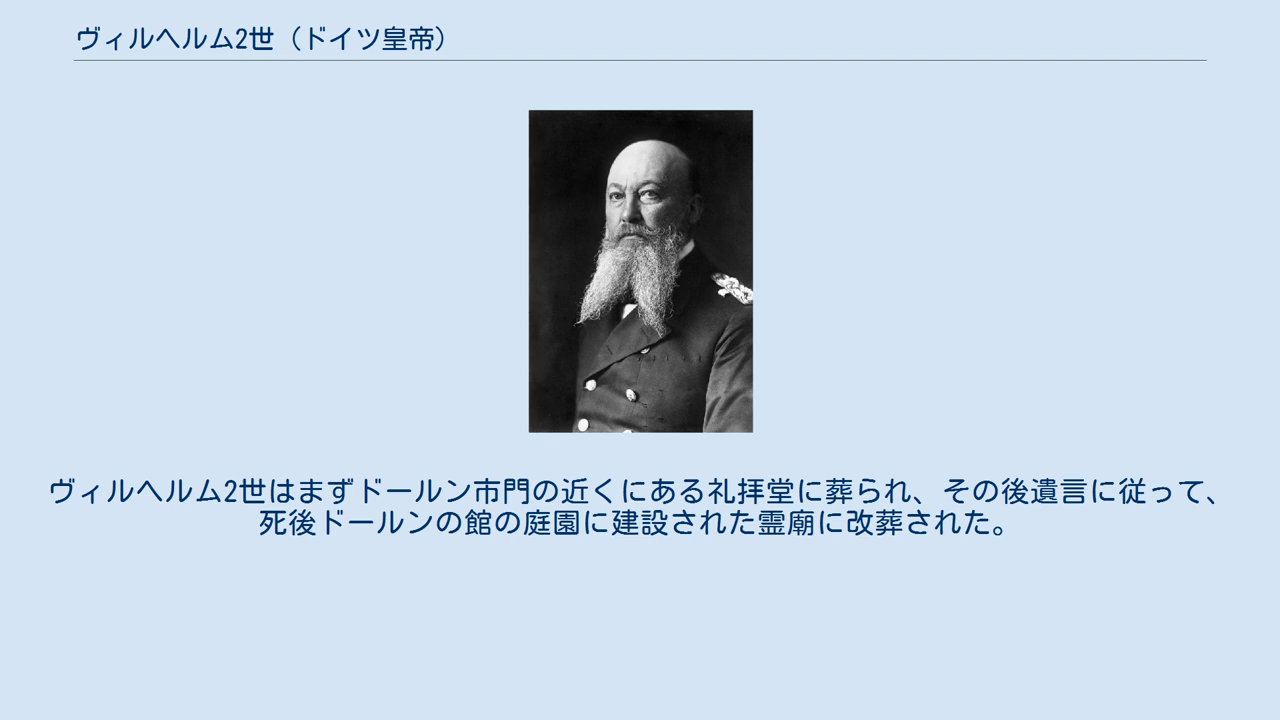 ヴィルヘルム2世（ドイツ皇帝）
ヴィルヘルム2世はまずドールン市門の近くにある礼拝堂に葬られ、その後遺言に従って、
死後ドールンの館の庭園に建設された霊廟に改葬された。